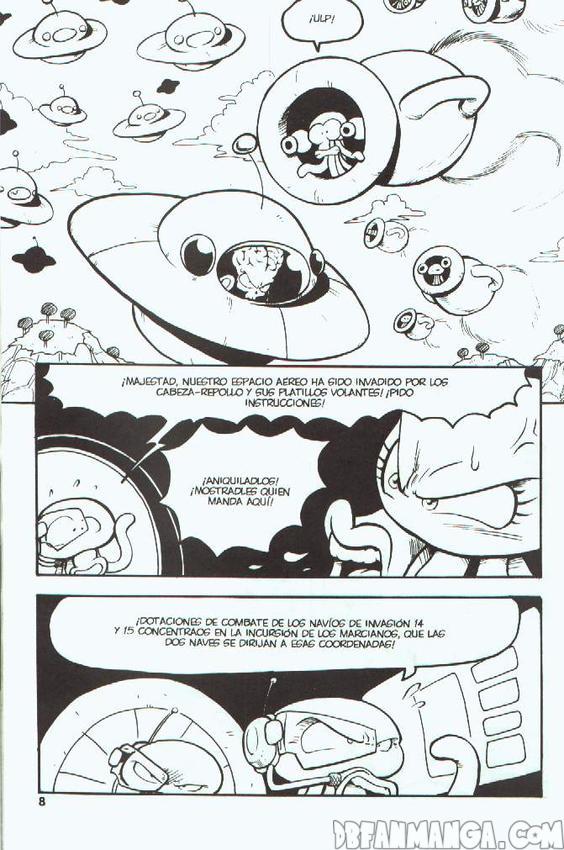 ¡ULP!
¡MAJESTAD, NUESTRO ESPACIO AEREO HA SIDO INVADIDO POR LOS
CABEZA-REPOLLO Y SUS PLATILLOS VOLANTES! ¡PIDO
INSTRUCCIONES!
¡ANIQUILADLOS!
¡MOSTRADLES QUIEN
MANDA AQUÍ!
¡DOTACIONES DE COMBATE DE LOS NAVÍOS DE INVASIÓN 14
Y 15 CONCENTRAOS EN LA INCURSIÓN DE LOS MARCIANOS, QUE LAS
DOS NAVES SE DIRIJAN A ESAS COORDENADAS!
8
DBFANMANGA.COM